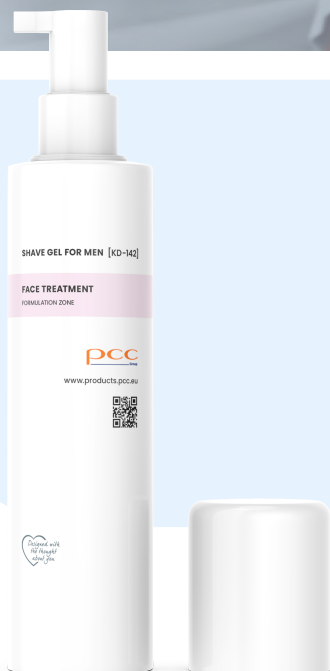 SHAVE GEL FOR MEN [KD-142]
FACE TREATMENT
FORMULATION ZONE
pcc
www.products.pcc.eu
Designed with
the thought
about you